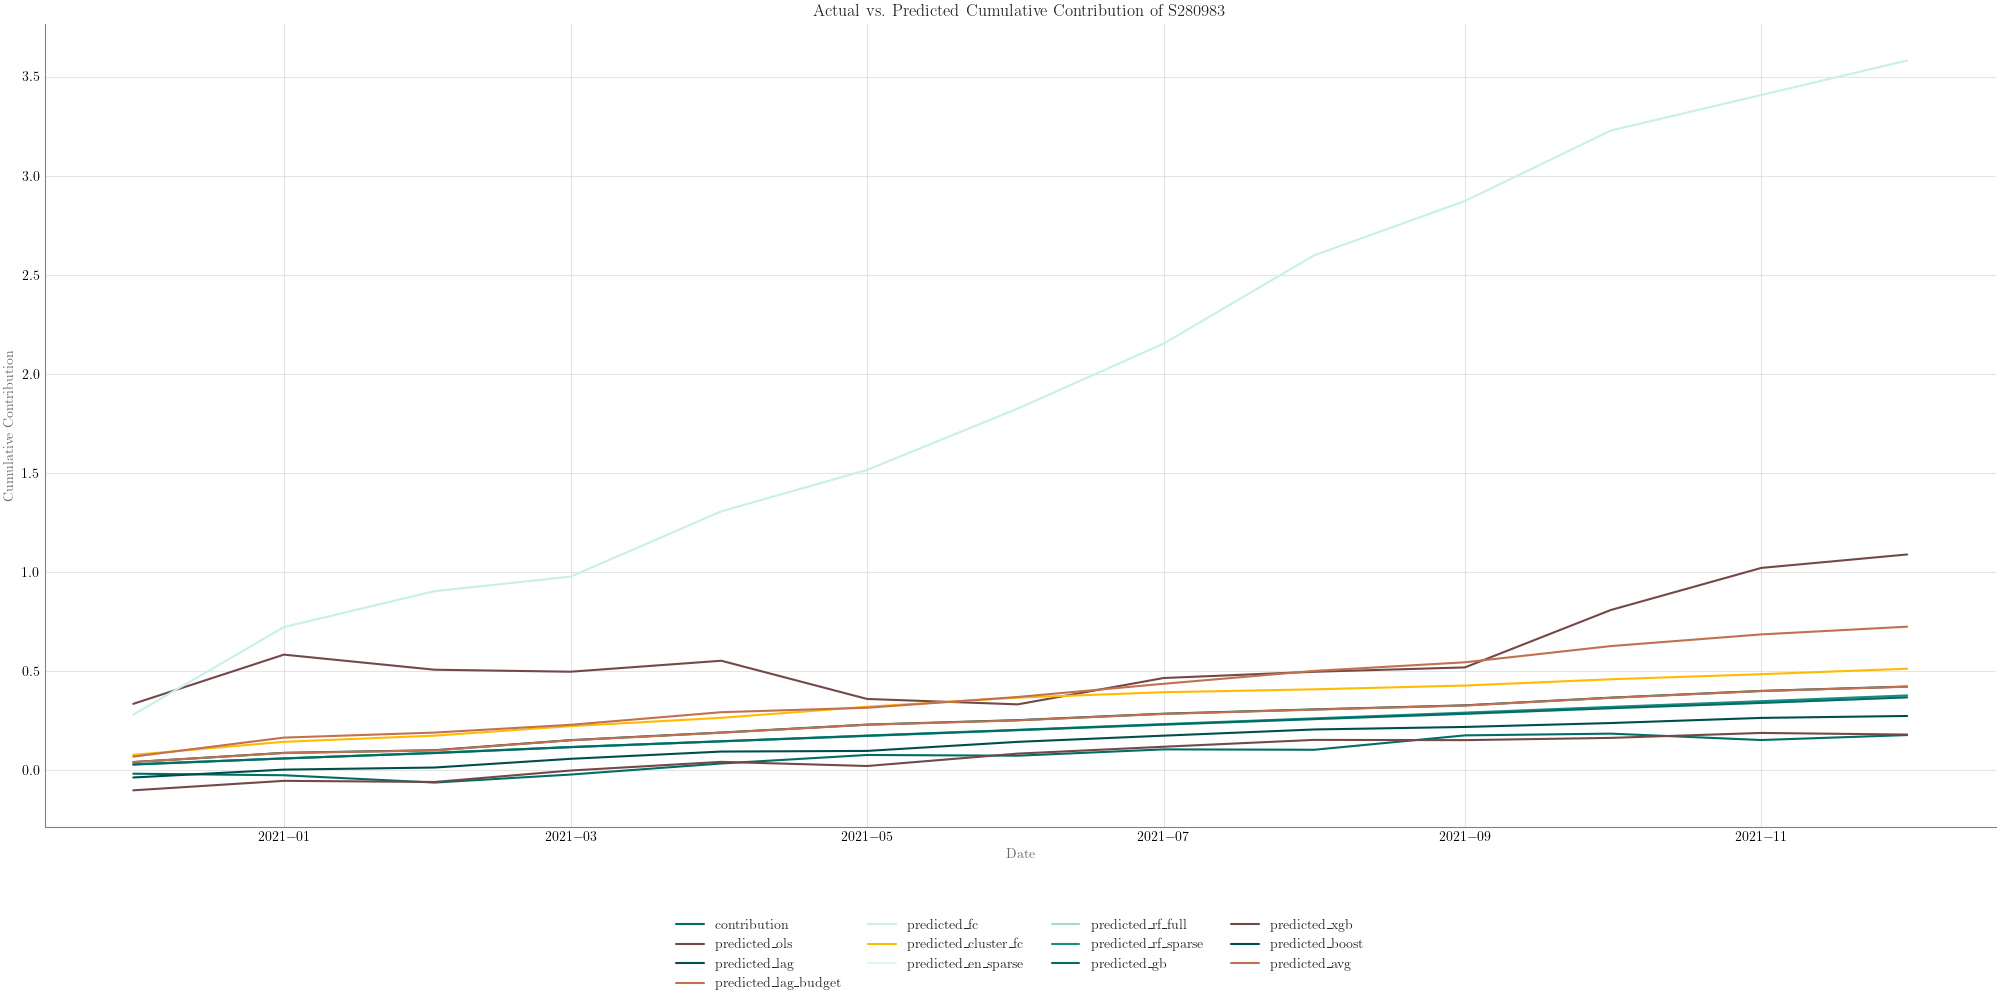 Actual vs. Predicted Cumulative Contribution of S280983
Cumulative Contribution
3.5
3.0
2.5
2.0
1.5
1.0
0.5
0.0
2021−01 2021−03 2021−05 2021−07 2021−09 2021−11
Date
contribution predicted_fc predicted_rf_full predicted_xgb
predicted_ols predicted_cluster_fc predicted_rf_sparse predicted_boost
predicted_lag predicted_en_sparse predicted_gb predicted_avg
predicted_lag_budget